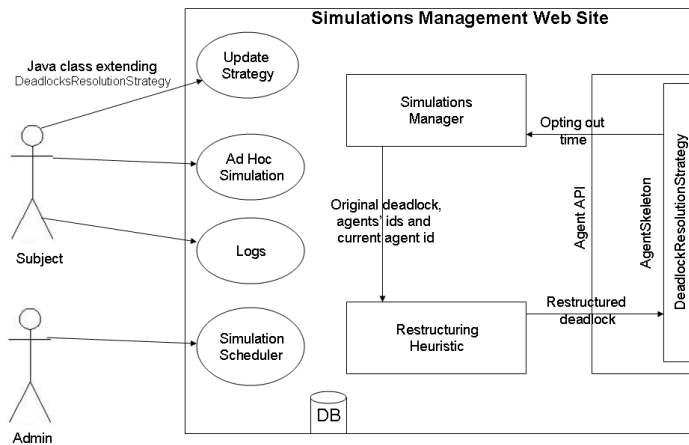 Simulations Management Web Site
Java class extending
DeadlocksResolutionStrategy
Update
Strategy
Simulations
Manager
Opting out
time
Ad Hoc
Simulation
Original deadlock,
agents' ids and
current agent id
Agent API
AgentSkeleton
DeadlockResolutionStrategy
Logs
Subject
Simulation
Scheduler
Restructuring
Heuristic
Restructured
deadlock
DB
Admin